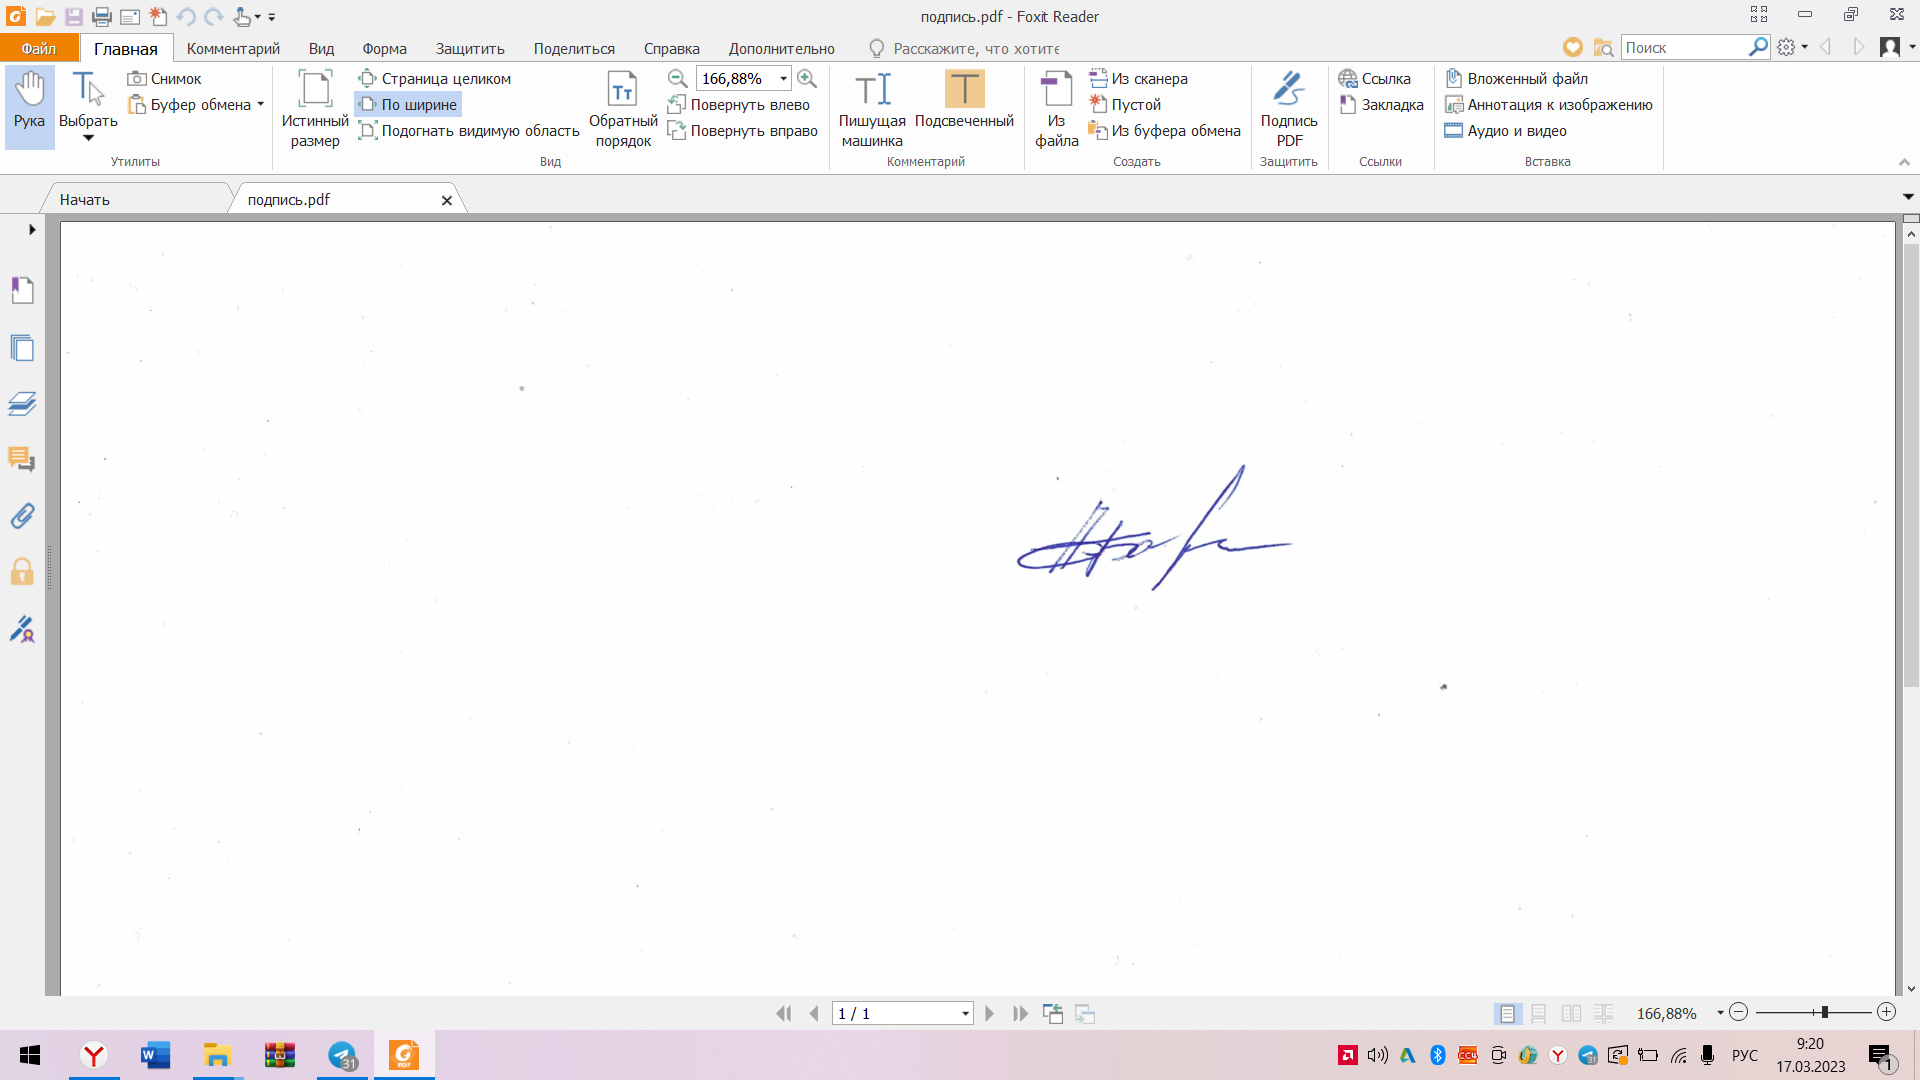 подпись.pdf - Foxit Reader
Файл Главная Комментарий Вид Форма Защитить Поделиться Справка Дополнительно Расскажите, что хотите Поиск
Рука
Выбрать
Снимок
Буфер обмена
Утилиты
Истинный размер
Страница целиком
По ширине
Подогнать видимую область
Обратный порядок
166,88%
Повернуть влево
Повернуть вправо
Вид
Пишущая машинка
Подсвеченный
Комментарий
Из файла
Из сканера
Пустой
Из буфера обмена
Создать
Подпись PDF
Защитить
Ссылка
Закладка
Ссылки
Вложенный файл
Аннотация к изображению
Аудио и видео
Вставка
Начать подпись.pdf
1 / 1 166,88%
31 PDF РУС 9:20
17.03.2023 1